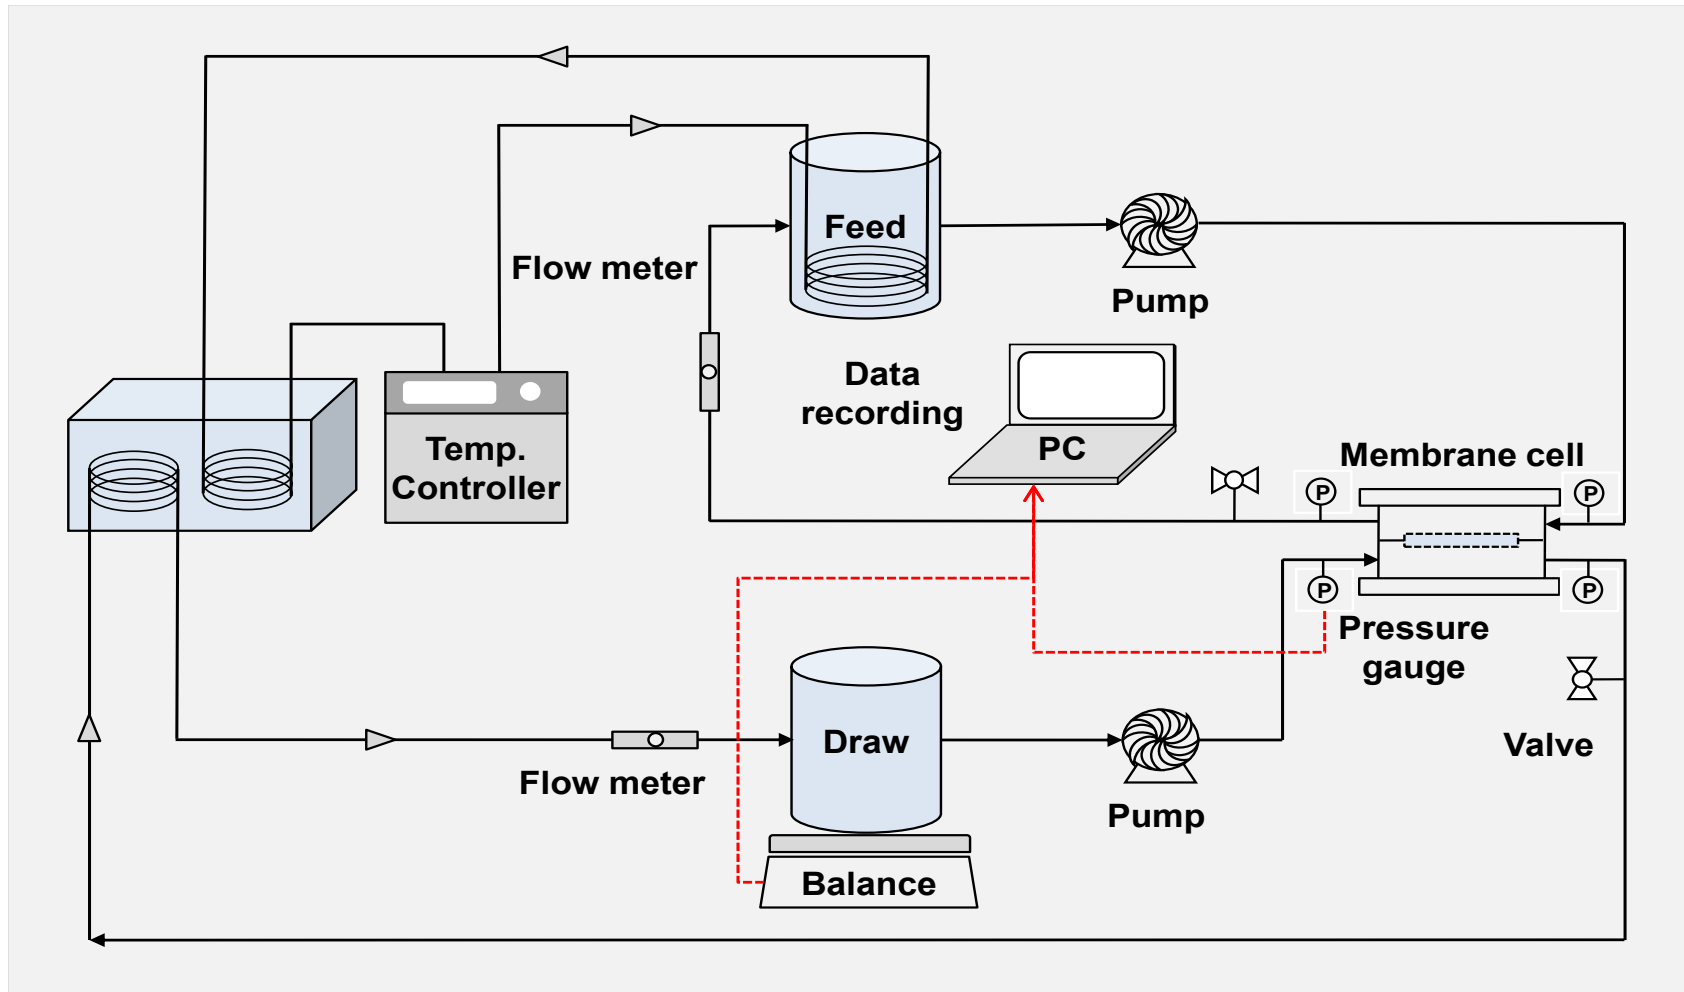 Feed
Flow meter
Pump
Data
recording
PC
Temp.
Controller
Membrane cell
P
P
P
P
Pressure
gauge
Draw
Valve
Flow meter
Pump
Balance